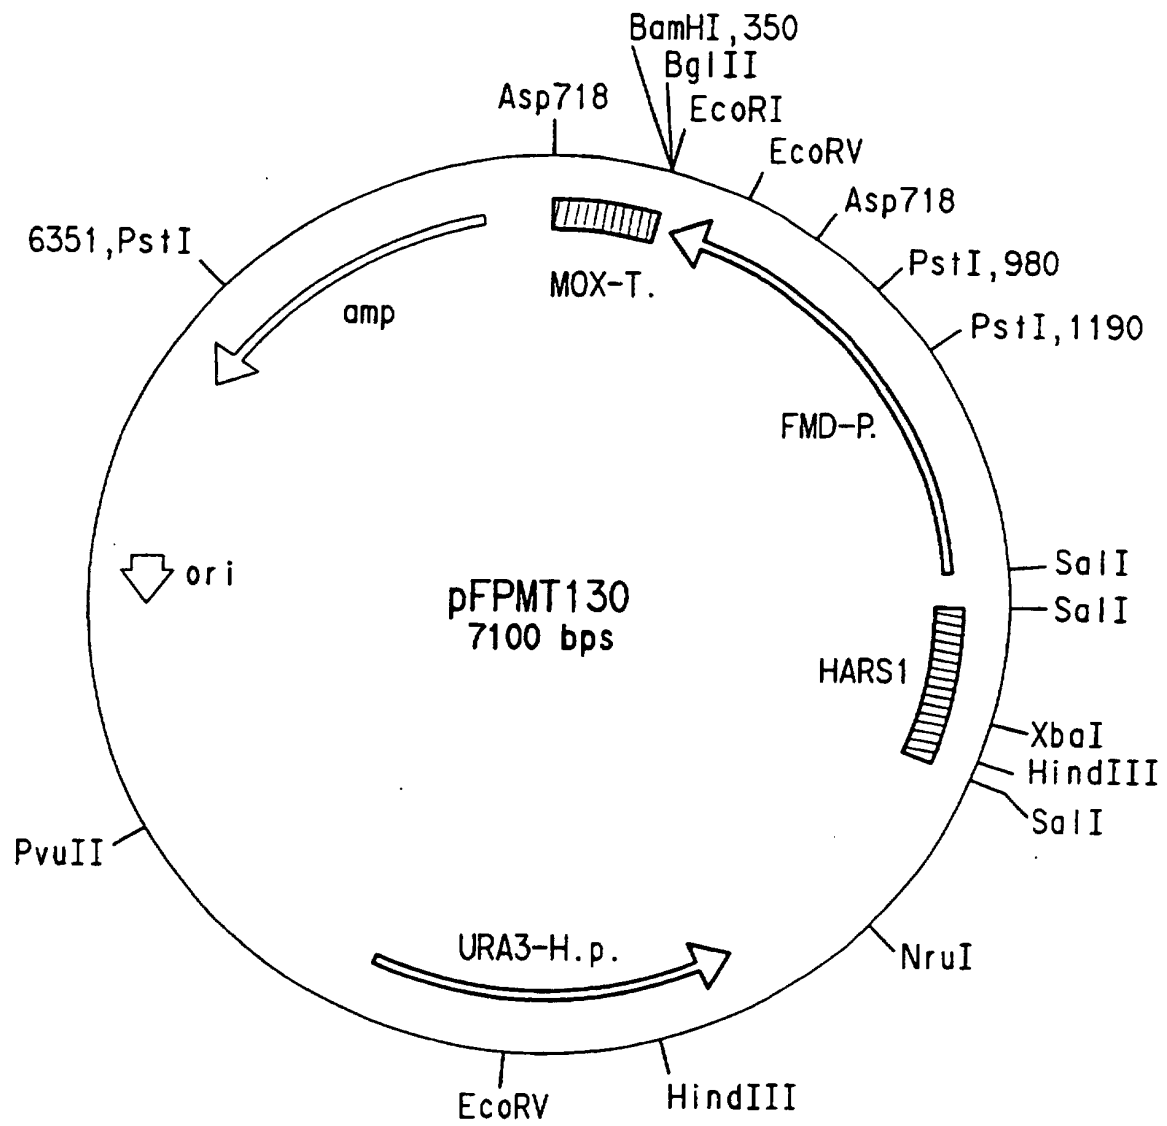 BamHI,350
BglII
EcoRI
Asp718
EcoRV
Asp718
6351,PstI
PstI,980
PstI,1190
MOX-T.
amp
FMD-P.
ori
pFPMT130
7100 bps
SalI
SalI
HARS1
XbaI
HindIII
SalI
PvuII
URA3-H.p.
NruI
EcoRV
HindIII